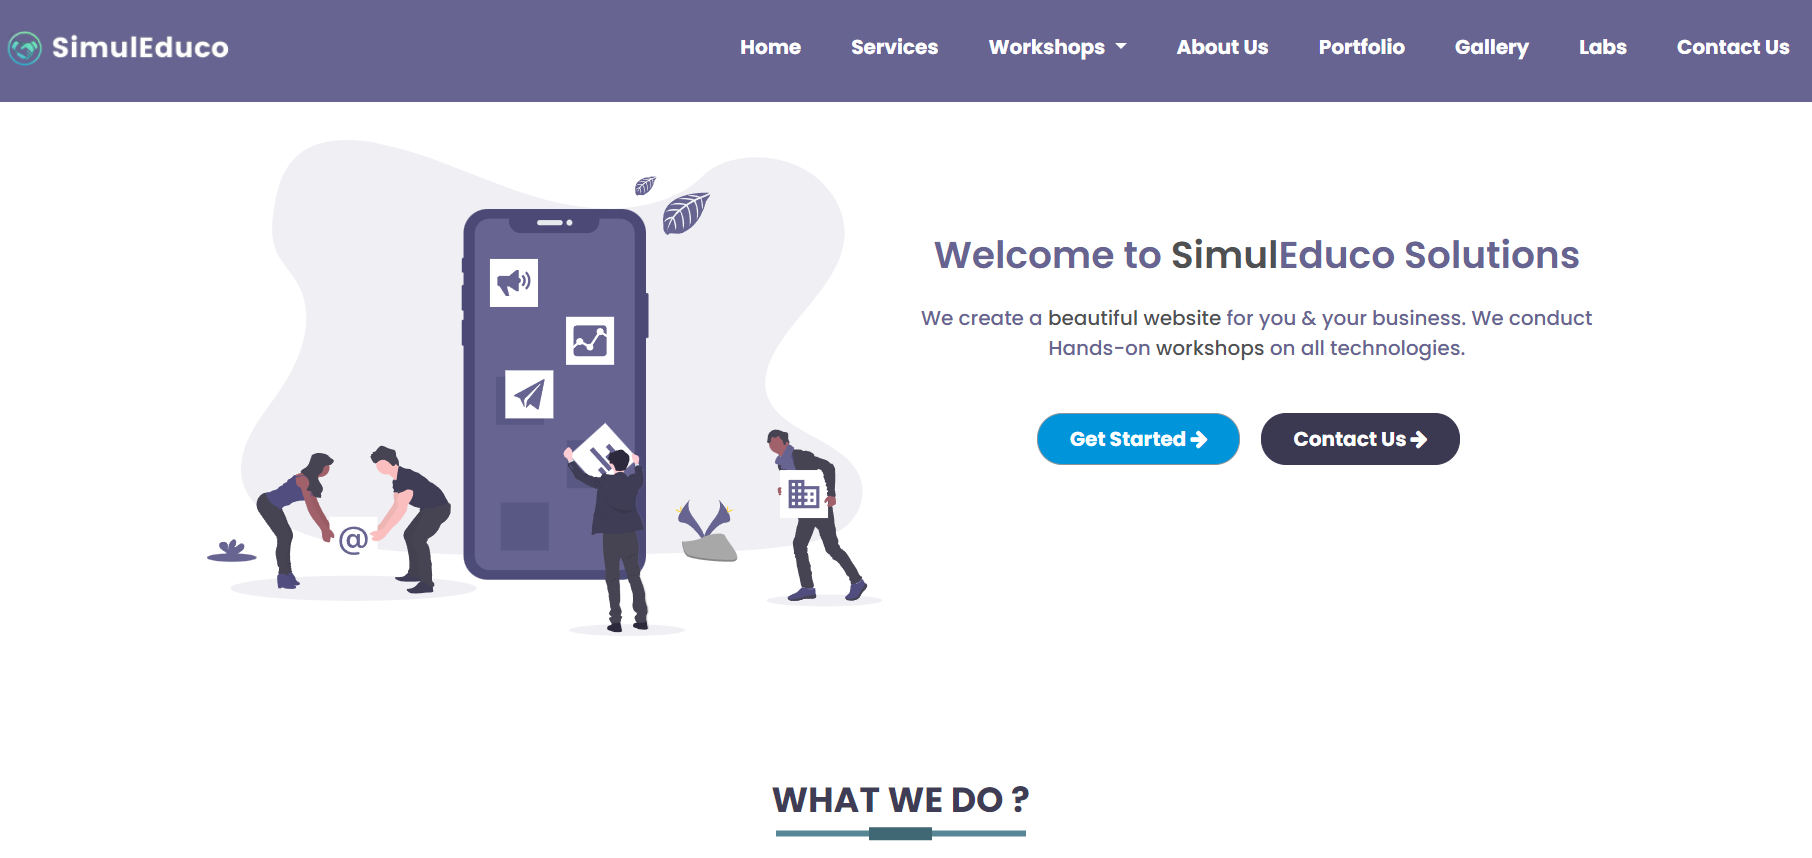 SimulEduco
Home Services Workshops About Us Portfolio Gallery Labs Contact Us
Welcome to SimulEduco Solutions
We create a beautiful website for you & your business. We conduct
Hands-on workshops on all technologies.
Get Started Contact Us
@
WHAT WE DO ?